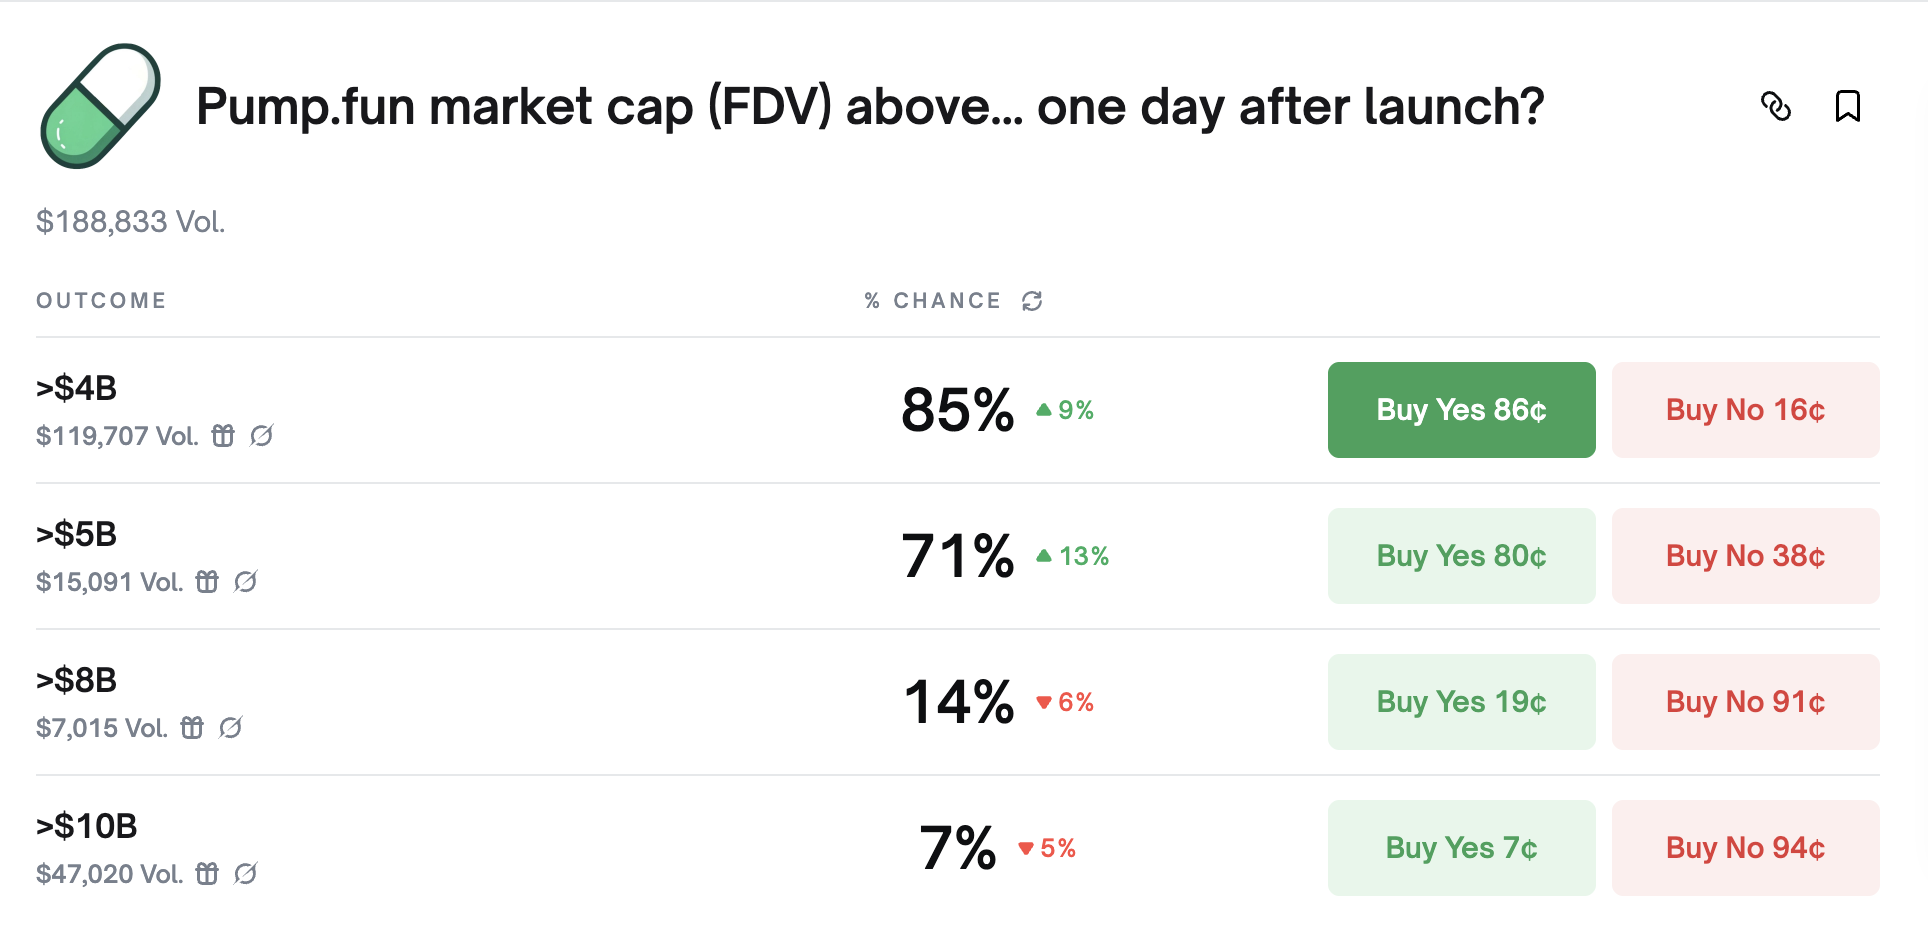 Pump.fun market cap (FDV) above... one day after launch?
$188,833 Vol.
OUTCOME % CHANCE
>$4B
$119,707 Vol.
85% 9%
Buy Yes 86¢ Buy No 16¢
>$5B
$15,091 Vol.
71% 13%
Buy Yes 80¢ Buy No 38¢
>$8B
$7,015 Vol.
14% 6%
Buy Yes 19¢ Buy No 91¢
>$10B
$47,020 Vol.
7% 5%
Buy Yes 7¢ Buy No 94¢